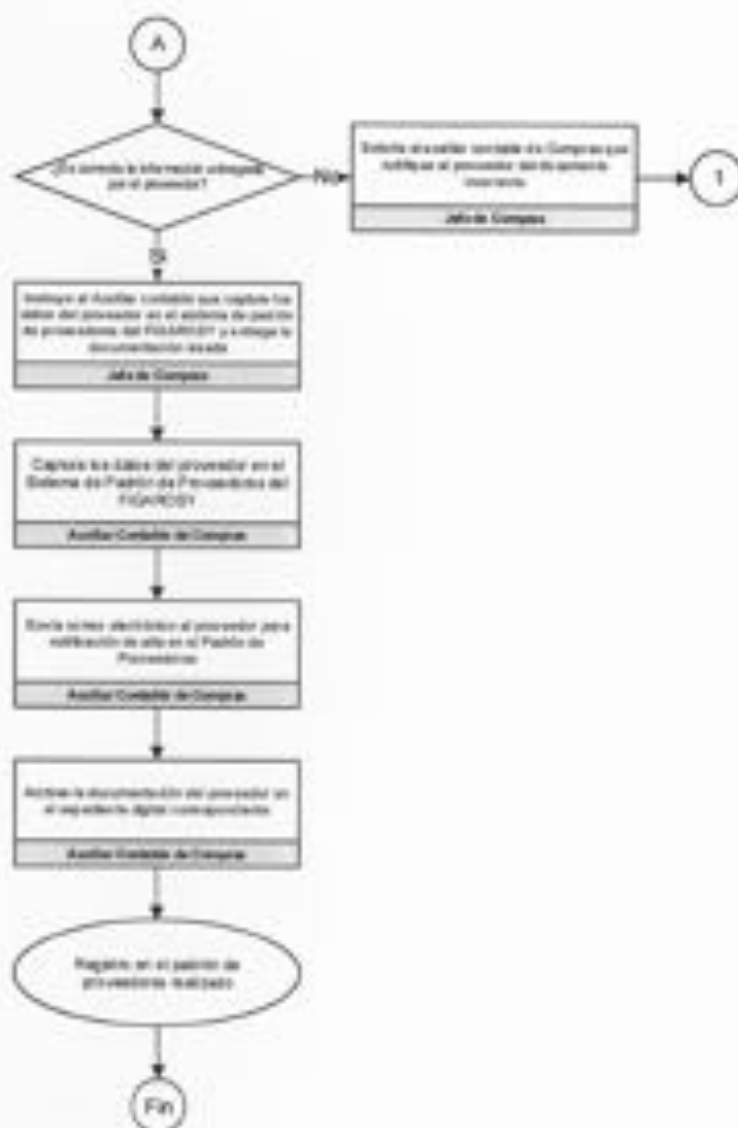 A
¿Es correcta la información entregada
por el proveedor?
No
Solicita al auxiliar contable de Compras que
notifique al proveedor del documento
incorrecto
Jefe de Compras
1
Si
Instruye al Auxiliar contable que capture los
datos del proveedor en el sistema de padrón
de proveedores del FIGAROSY y entrega la
documentación
Jefe de Compras
Captura los datos del proveedor en el
Sistema de Padrón de Proveedores del
FIGAROSY
Auxiliar Contable de Compras
Envía correo electrónico al proveedor para
notificación de alta en el Padrón de
Proveedores
Auxiliar Contable de Compras
Archiva la documentación del proveedor en
el expediente digital correspondiente
Auxiliar Contable de Compras
Registro en el padrón de
proveedores realizado
Fin